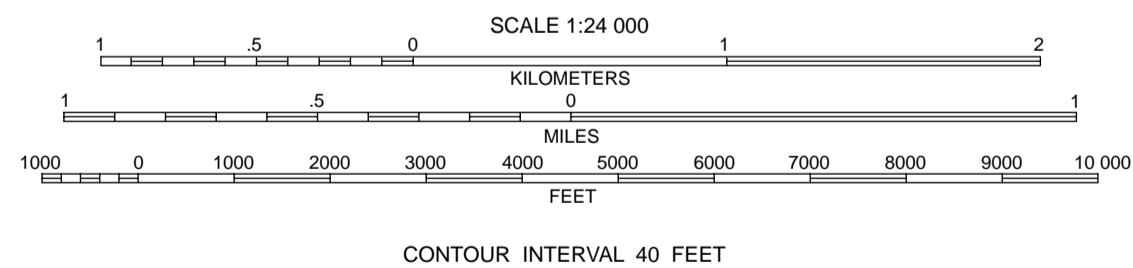 SCALE 1:24 000
1 .5 0 1 2
KILOMETERS
1 .5 0 1
MILES
1000 0 1000 2000 3000 4000 5000 6000 7000 8000 9000 10 000
FEET
CONTOUR INTERVAL 40 FEET